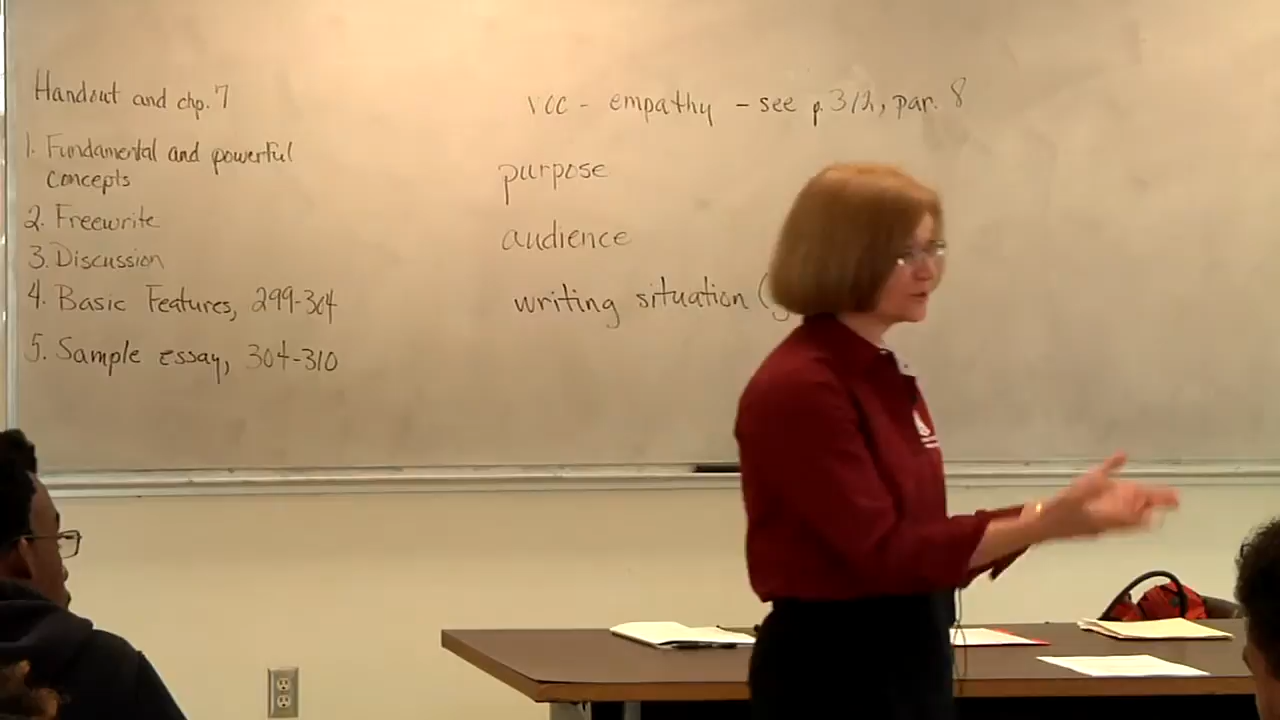 Handout and chp. 7
1. Fundamental and powerful
concepts
2. Freewrite
3. Discussion
4. Basic Features, 299-304
5. Sample essay, 304-310
VCC - empathy - see p. 312, par. 8
purpose
audience
writing situation (